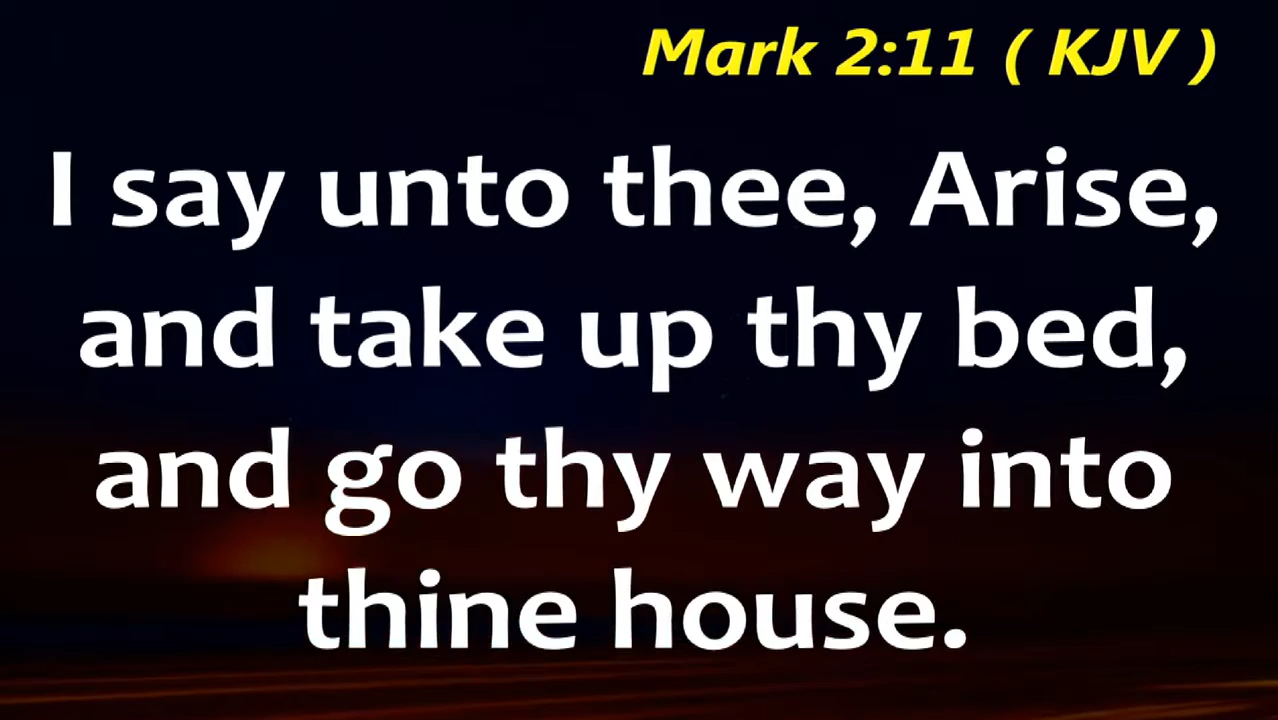 Mark 2:11 ( KJV )
I say unto thee, Arise,
and take up thy bed,
and go thy way into
thine house.